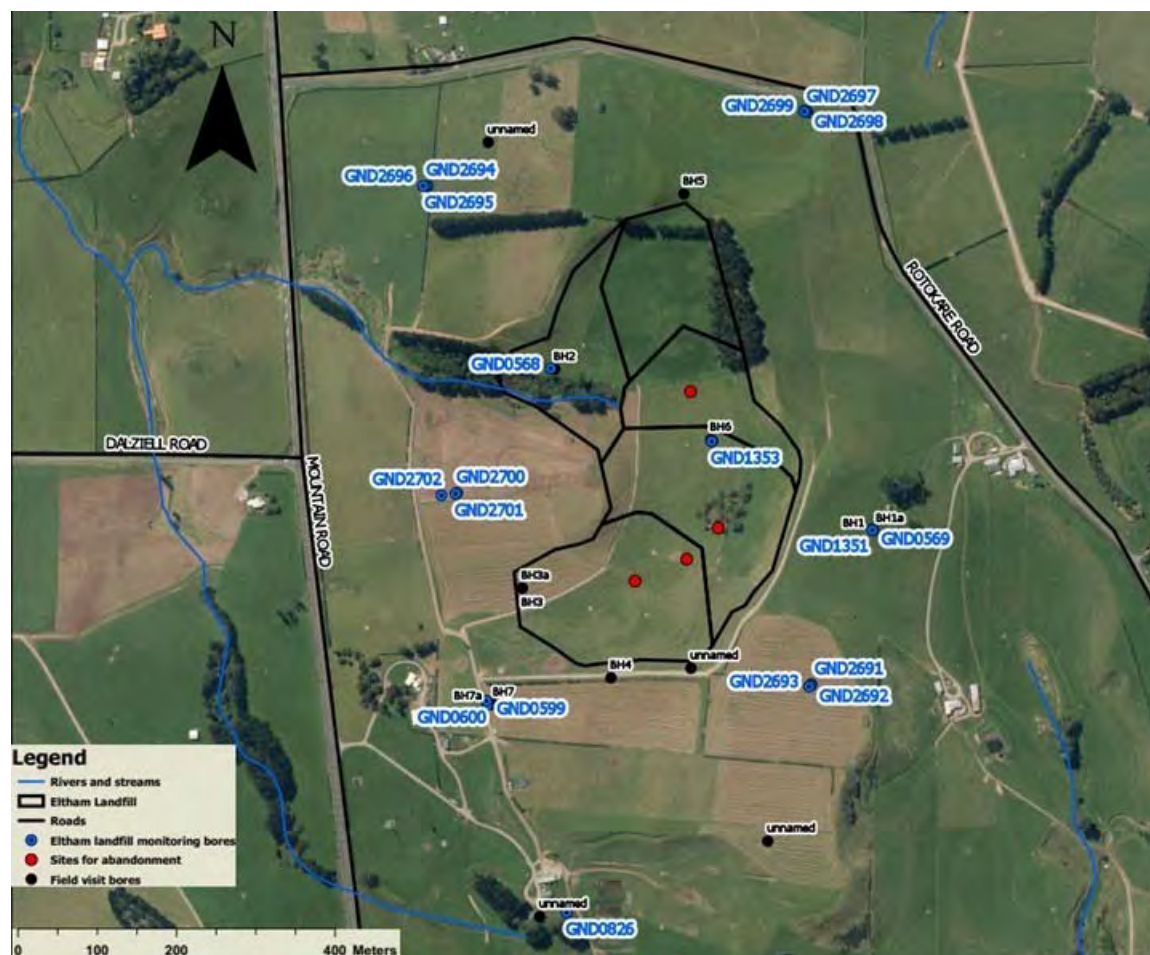 N
GND2699 GND2697
GND2698
unnamed
GND2696 GND2694
GND2695
BH5
ROTOKARE ROAD
GND0568 BH2
BH6
GND1353
DALZIELL ROAD
MOUNTAIN ROAD
GND2702 GND2700
GND2701
BH1 BH1a
GND1351 GND0569
BH3a
BH3
BH4
unnamed
GND2693 GND2691
GND2692
BH7a BH7
GND0600 GND0599
Legend
Rivers and streams
Eltham Landfill
Roads
Eltham landfill monitoring bores
Sites for abandonment
Field visit bores
unnamed
unnamed
GND0826
0 100 200 400 Meters